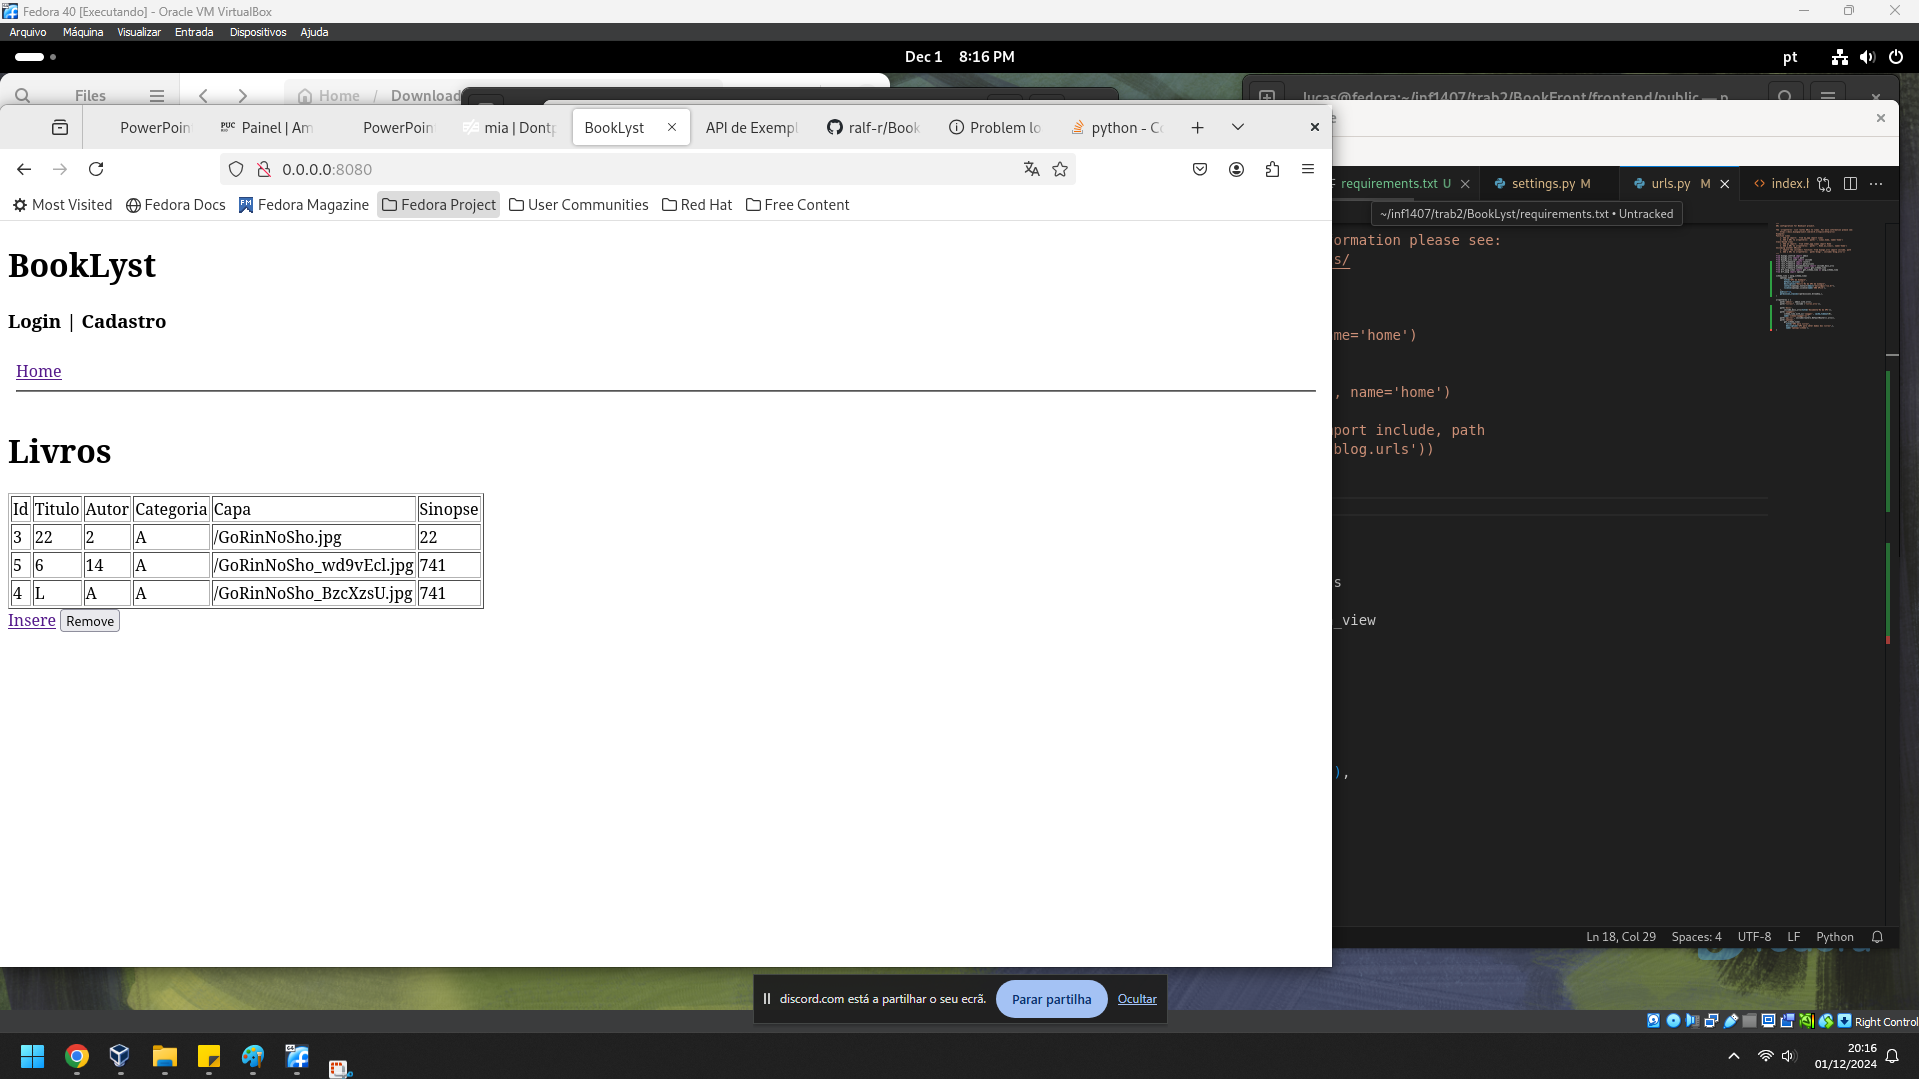 Fedora 40 [Executando] - Oracle VM VirtualBox
Arquivo Máquina Visualizar Entrada Dispositivos Ajuda
Dec 1 8:16 PM
pt
Files
Home / Download
lucas@fedora:~/inf1407/trab2/BookFront/frontend/public — p
PowerPoin
PUC Painel | Am
PowerPoint
mia | Dontp
BookLyst
API de Exempl
ralf-r/Book
Problem lo
python - Co
0.0.0.0:8080
Most Visited Fedora Docs Fedora Magazine Fedora Project User Communities Red Hat Free Content
requirements.txt U
settings.py M
urls.py M
index.h
~/inf1407/trab2/BookLyst/requirements.txt • Untracked
BookLyst
Login | Cadastro
Home
Livros
Id Titulo Autor Categoria Capa Sinopse
3 22 2 A /GoRinNoSho.jpg 22
5 6 14 A /GoRinNoSho_wd9vEcl.jpg 741
4 L A A /GoRinNoSho_BzcXzsU.jpg 741
Insere Remove
ormation please see:
s/
me='home')
, name='home')
port include, path
blog.urls'))
s
_view
),
Ln 18, Col 29 Spaces: 4 UTF-8 LF Python
discord.com está a partilhar o seu ecrã. Parar partilha Ocultar
Right Control
20:16
01/12/2024